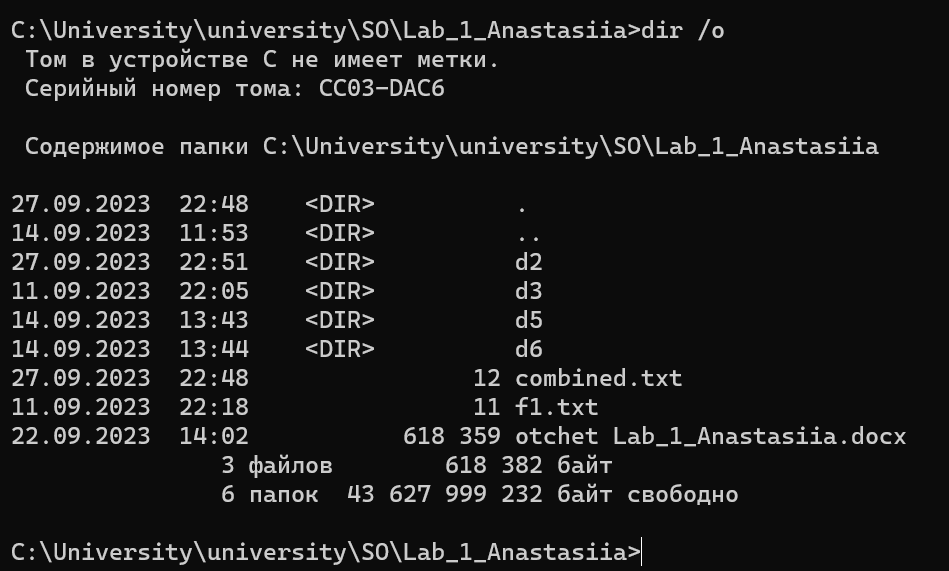 C:\University\university\SO\Lab_1_Anastasiia>dir /o
Том в устройстве C не имеет метки.
Серийный номер тома: CC03-DAC6
Содержимое папки C:\University\university\SO\Lab_1_Anastasiia
27.09.2023  22:48    <DIR>          .
14.09.2023  11:53    <DIR>          ..
27.09.2023  22:51    <DIR>          d2
11.09.2023  22:05    <DIR>          d3
14.09.2023  13:43    <DIR>          d5
14.09.2023  13:44    <DIR>          d6
27.09.2023  22:48                12 combined.txt
11.09.2023  22:18                11 f1.txt
22.09.2023  14:02           618 359 otchet Lab_1_Anastasiia.docx
3 файлов        618 382 байт
6 папок  43 627 999 232 байт свободно
C:\University\university\SO\Lab_1_Anastasiia>